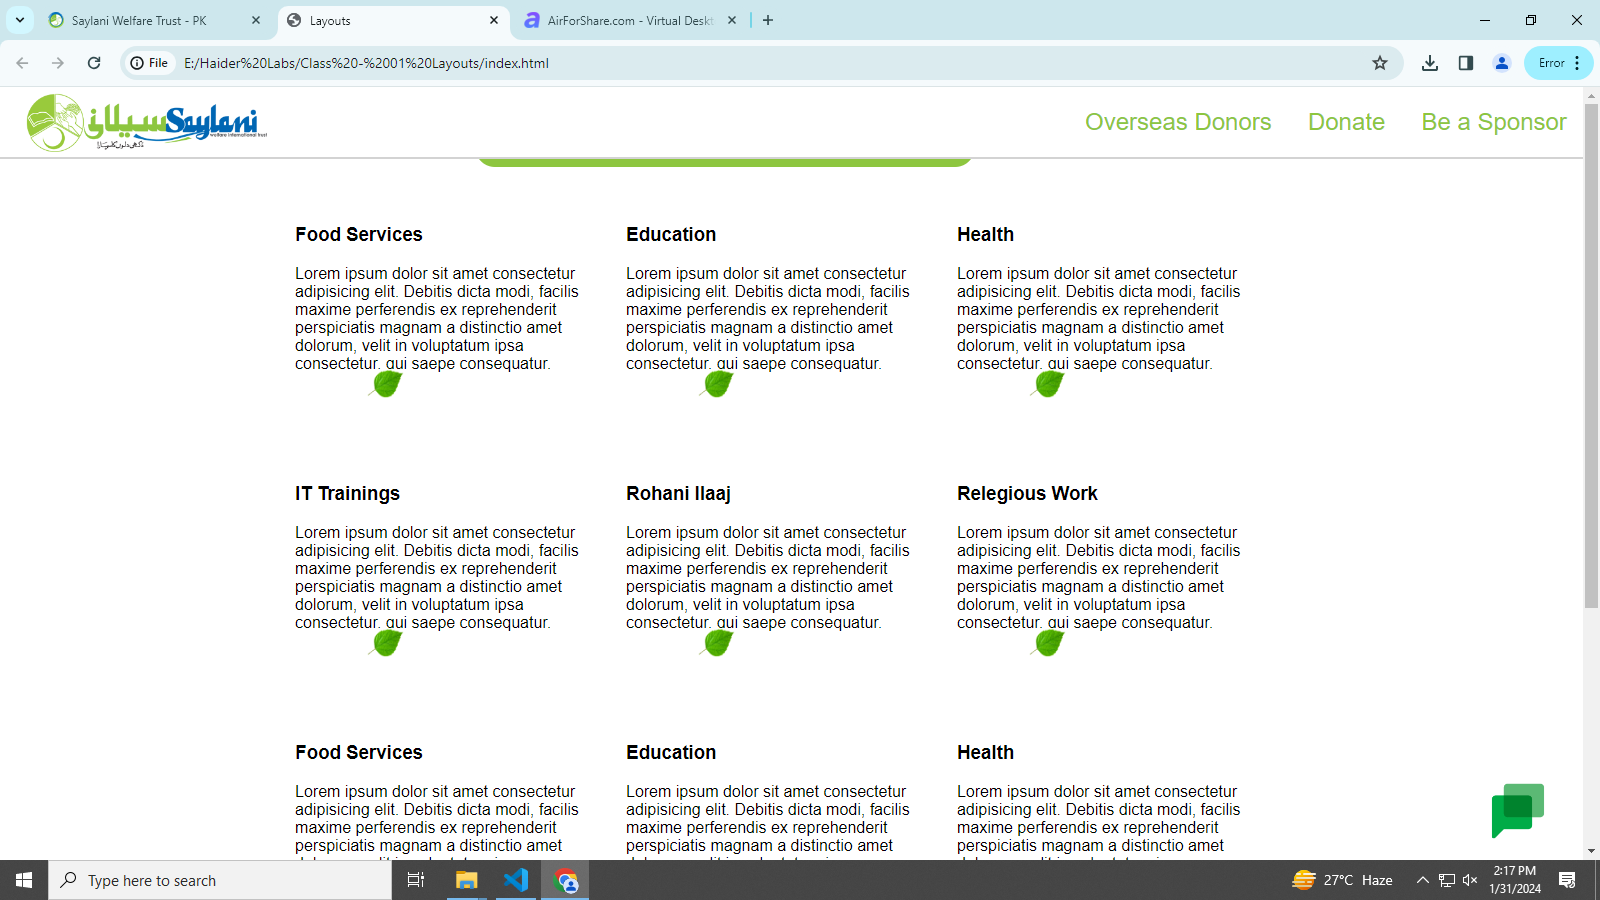 Saylani Welfare Trust - PK
Layouts
AirForShare.com - Virtual Deskt
File
E:/Haider%20Labs/Class%20-%2001%20Layouts/index.html
Error
سیلانی Saylani
welfare international trust
Overseas Donors Donate Be a Sponsor
Food Services
Lorem ipsum dolor sit amet consectetur
adipisicing elit. Debitis dicta modi, facilis
maxime perferendis ex reprehenderit
perspiciatis magnam a distinctio amet
dolorum, velit in voluptatum ipsa
consectetur, qui saepe consequatur.
Education
Lorem ipsum dolor sit amet consectetur
adipisicing elit. Debitis dicta modi, facilis
maxime perferendis ex reprehenderit
perspiciatis magnam a distinctio amet
dolorum, velit in voluptatum ipsa
consectetur, qui saepe consequatur.
Health
Lorem ipsum dolor sit amet consectetur
adipisicing elit. Debitis dicta modi, facilis
maxime perferendis ex reprehenderit
perspiciatis magnam a distinctio amet
dolorum, velit in voluptatum ipsa
consectetur, qui saepe consequatur.
IT Trainings
Lorem ipsum dolor sit amet consectetur
adipisicing elit. Debitis dicta modi, facilis
maxime perferendis ex reprehenderit
perspiciatis magnam a distinctio amet
dolorum, velit in voluptatum ipsa
consectetur, qui saepe consequatur.
Rohani Ilaaj
Lorem ipsum dolor sit amet consectetur
adipisicing elit. Debitis dicta modi, facilis
maxime perferendis ex reprehenderit
perspiciatis magnam a distinctio amet
dolorum, velit in voluptatum ipsa
consectetur, qui saepe consequatur.
Relegious Work
Lorem ipsum dolor sit amet consectetur
adipisicing elit. Debitis dicta modi, facilis
maxime perferendis ex reprehenderit
perspiciatis magnam a distinctio amet
dolorum, velit in voluptatum ipsa
consectetur, qui saepe consequatur.
Food Services
Lorem ipsum dolor sit amet consectetur
adipisicing elit. Debitis dicta modi, facilis
maxime perferendis ex reprehenderit
perspiciatis magnam a distinctio amet
Education
Lorem ipsum dolor sit amet consectetur
adipisicing elit. Debitis dicta modi, facilis
maxime perferendis ex reprehenderit
perspiciatis magnam a distinctio amet
Health
Lorem ipsum dolor sit amet consectetur
adipisicing elit. Debitis dicta modi, facilis
maxime perferendis ex reprehenderit
perspiciatis magnam a distinctio amet
Type here to search
27°C Haze
2:17 PM
1/31/2024